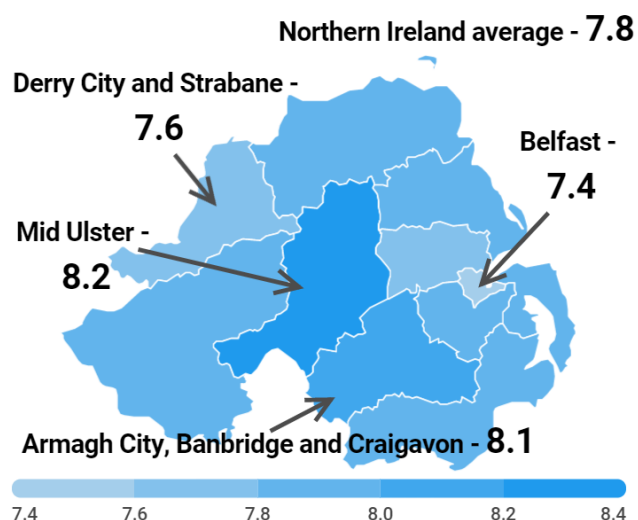 Northern Ireland average - 7.8
Derry City and Strabane -
7.6
Belfast -
7.4
Mid Ulster -
8.2
Armagh City, Banbridge and Craigavon - 8.1
7.4 7.6 7.8 8.0 8.2 8.4